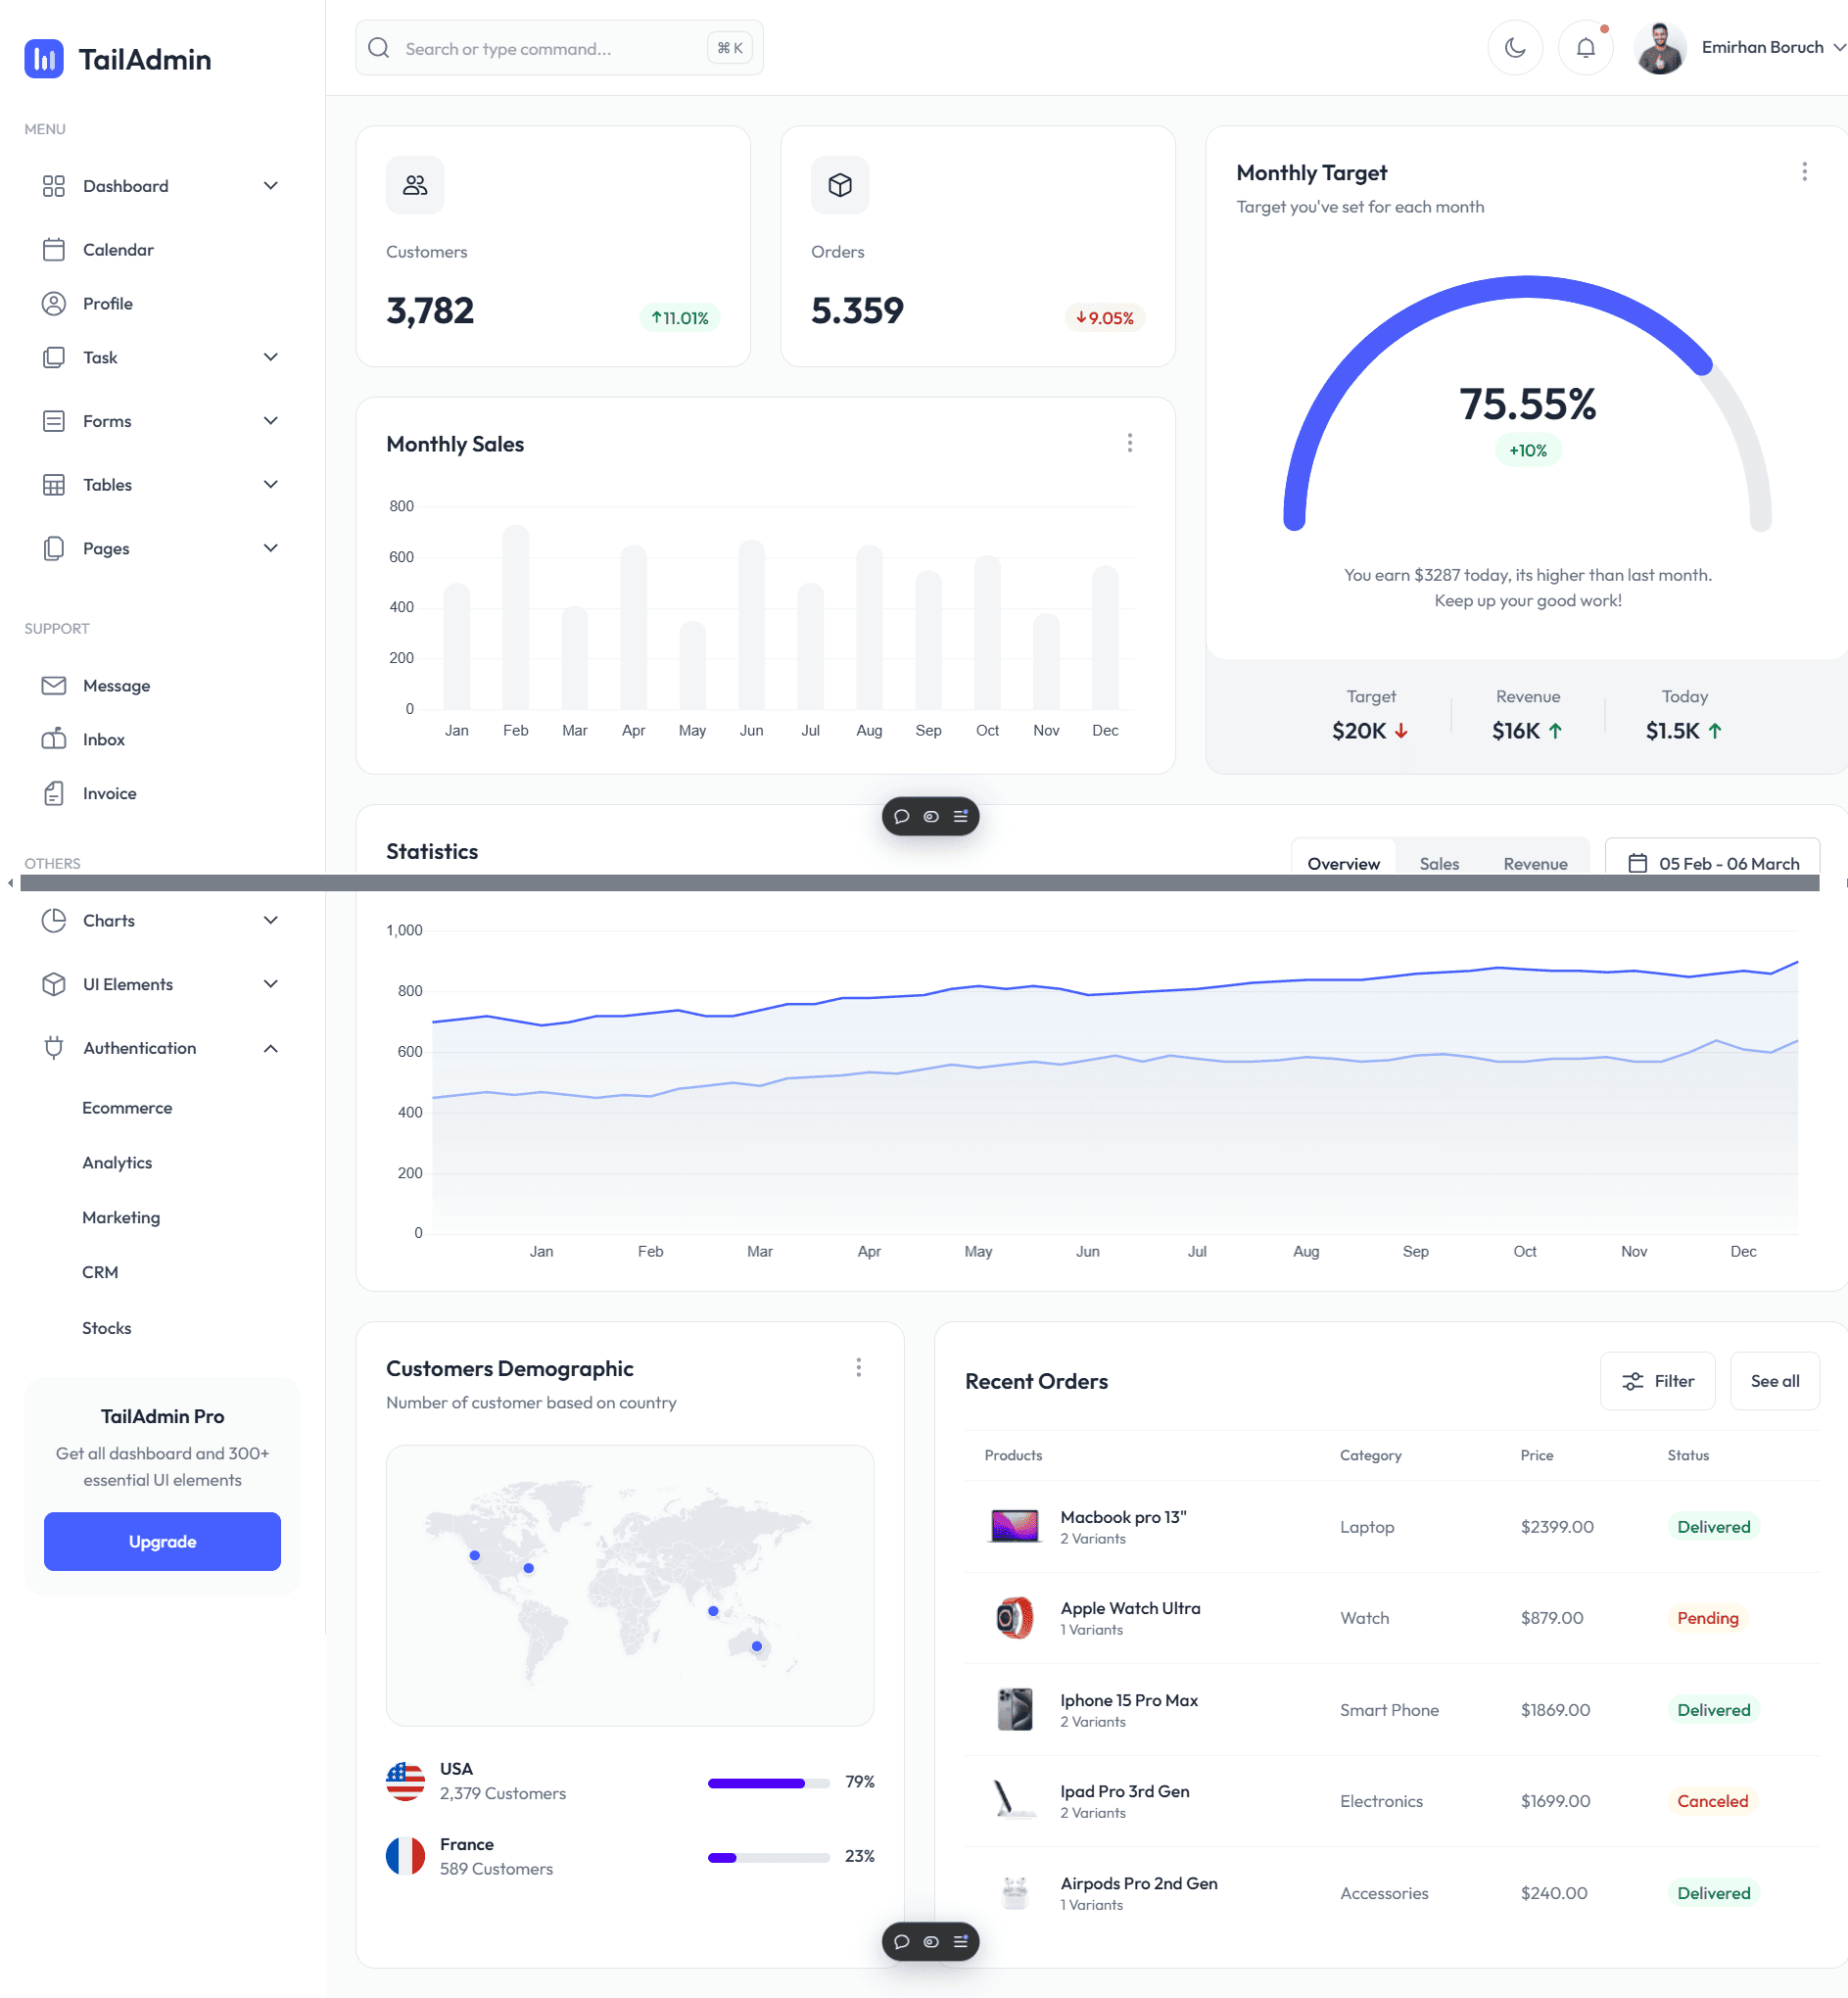 TailAdmin
MENU
Dashboard
Calendar
Profile
Task
Forms
Tables
Pages
SUPPORT
Message
Inbox
Invoice
OTHERS
Charts
UI Elements
Authentication
Ecommerce
Analytics
Marketing
CRM
Stocks
TailAdmin Pro
Get all dashboard and 300+
essential UI elements
Upgrade
Search or type command...
⌘ K
Emirhan Boruch
Customers
3,782
↑11.01%
Orders
5.359
↓9.05%
Monthly Sales
800
600
400
200
0
Jan Feb Mar Apr May Jun Jul Aug Sep Oct Nov Dec
Monthly Target
Target you've set for each month
75.55%
+10%
You earn $3287 today, its higher than last month.
Keep up your good work!
Target Revenue Today
$20K ↓ $16K ↑ $1.5K ↑
Statistics
Overview Sales Revenue 05 Feb - 06 March
1,000
800
600
400
200
0
Jan Feb Mar Apr May Jun Jul Aug Sep Oct Nov Dec
Customers Demographic
Number of customer based on country
USA
2,379 Customers
79%
France
589 Customers
23%
Recent Orders
Filter See all
Products Category Price Status
Macbook pro 13"
2 Variants
Laptop $2399.00 Delivered
Apple Watch Ultra
1 Variants
Watch $879.00 Pending
Iphone 15 Pro Max
2 Variants
Smart Phone $1869.00 Delivered
Ipad Pro 3rd Gen
2 Variants
Electronics $1699.00 Canceled
Airpods Pro 2nd Gen
1 Variants
Accessories $240.00 Delivered